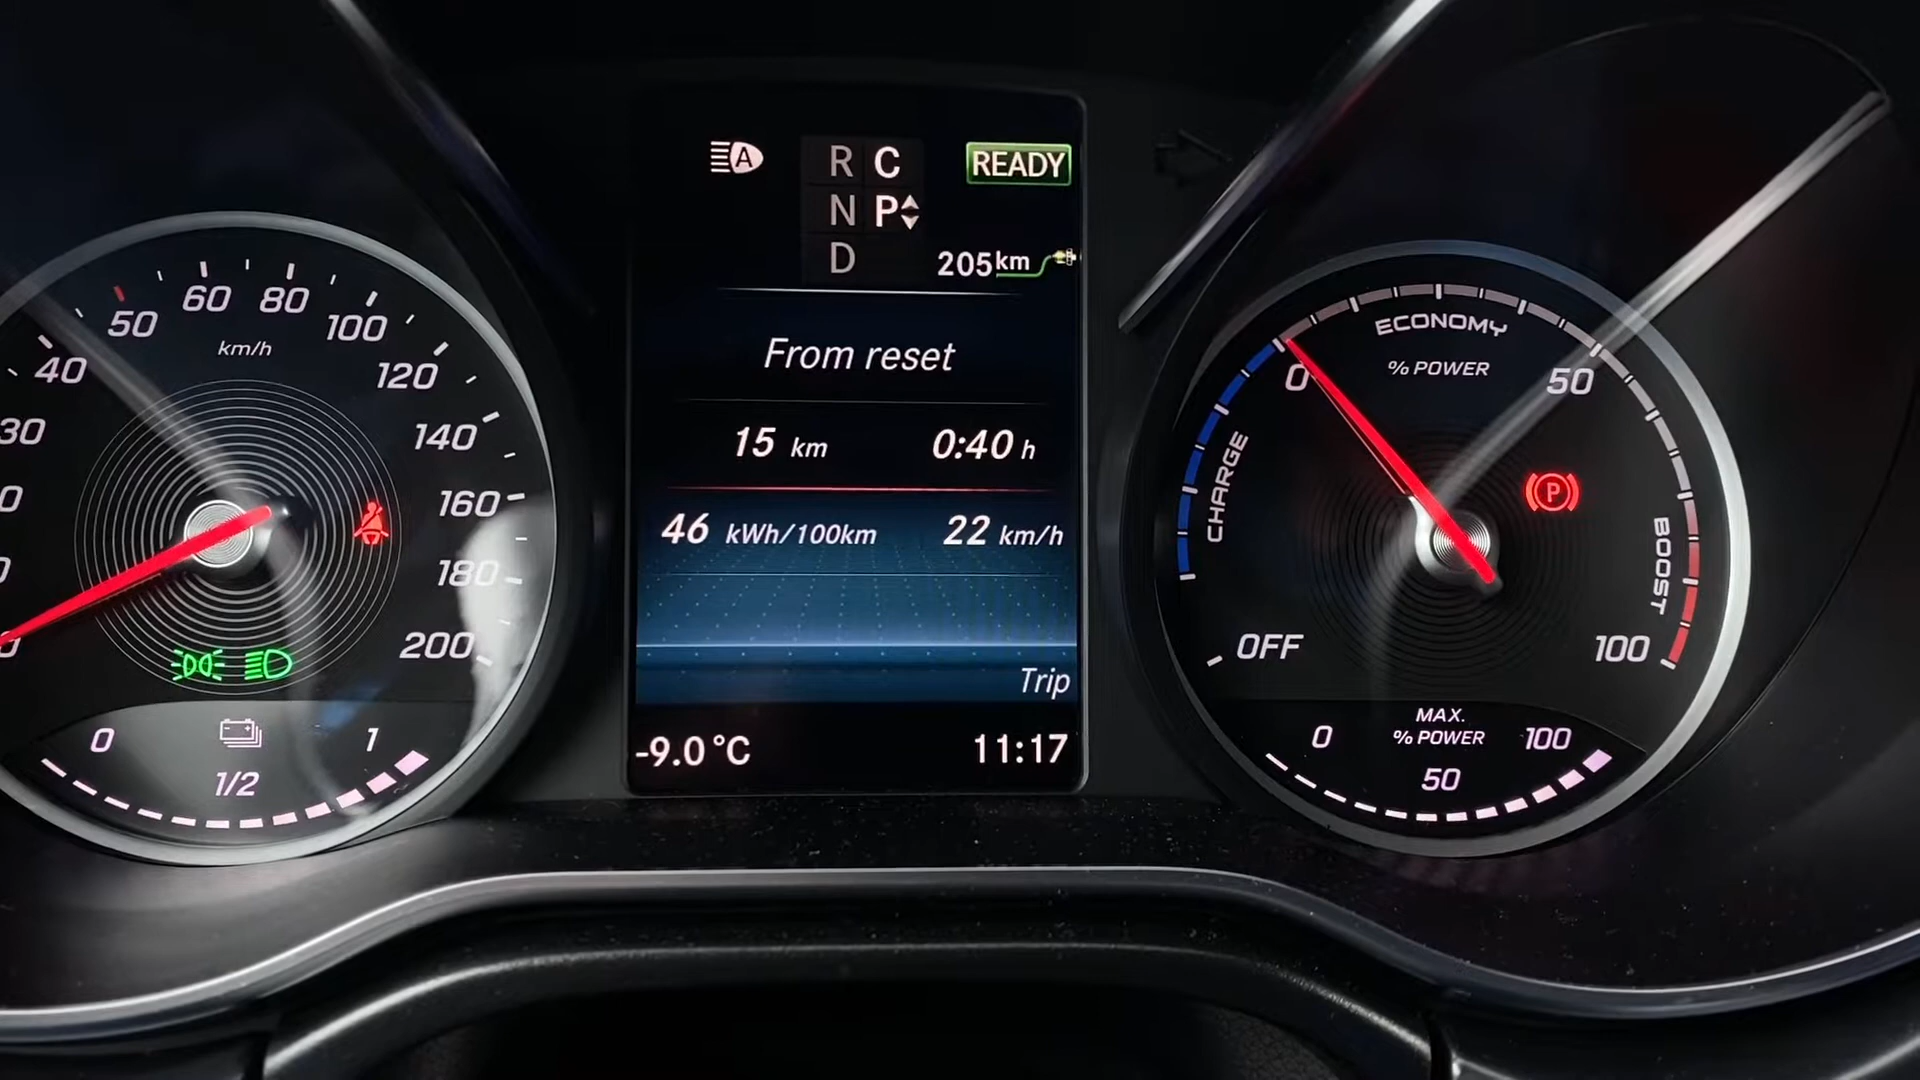 40
50
60
80
100
120
140
160
180
200
km/h
30
0
1/2
1
A
R C
N P
D
READY
205 km
From reset
15 km 0:40 h
46 kWh/100km 22 km/h
Trip
-9.0 °C 11:17
CHARGE
0
ECONOMY
% POWER
50
BOOST
100
OFF
P
MAX.
% POWER
0
50
100